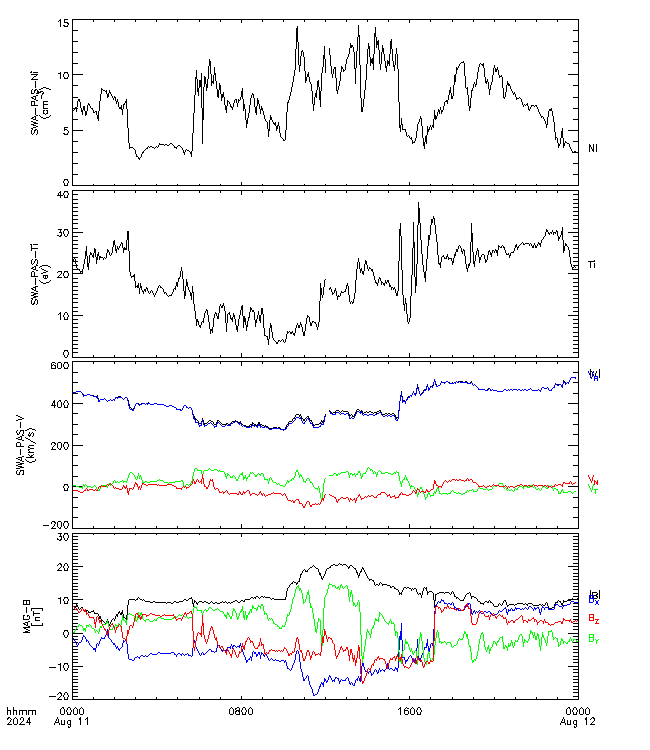 15
10
5
0
SWA-PAS-Ni
(cm⁻³)
NI
40
30
20
10
0
SWA-PAS-Ti
(eV)
Ti
600
400
200
0
-200
SWA-PAS-V
(km/s)
V_N
V_T
30
20
10
0
-10
-20
MAG-B
[nT]
|B|
B_X
B_Z
B_Y
hhmm 0000 0800 1600 0000
2024 Aug 11 Aug 12